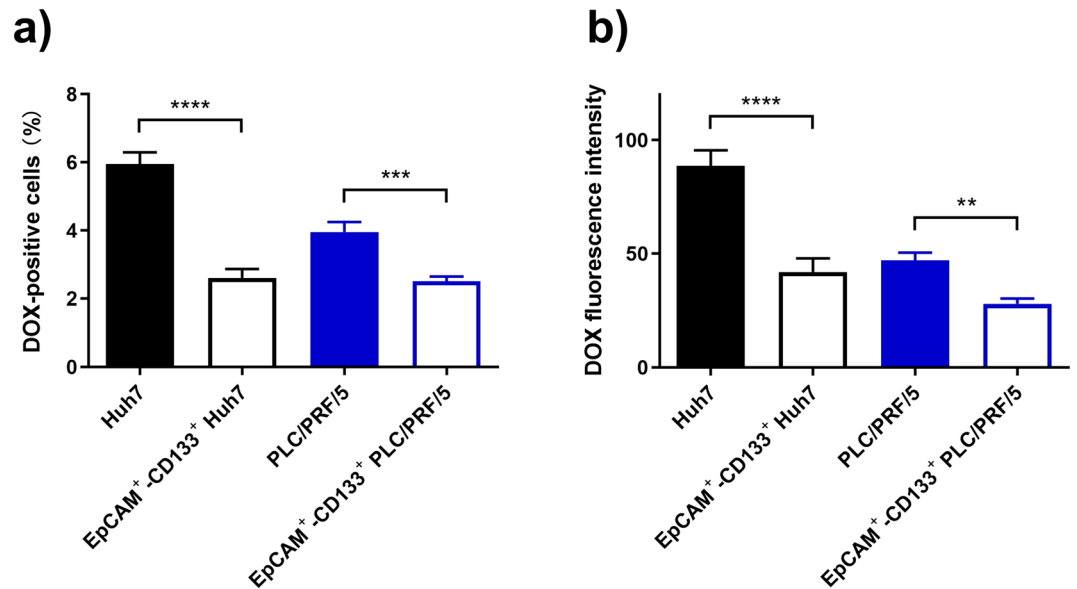 a)
DOX-positive cells (%)
8
6
4
2
0
****
***
Huh7
EpCAM⁺-CD133⁺ Huh7
PLC/PRF/5
EpCAM⁺-CD133⁺ PLC/PRF/5
b)
DOX fluorescence intensity
100
50
0
****
**
Huh7
EpCAM⁺-CD133⁺ Huh7
PLC/PRF/5
EpCAM⁺-CD133⁺ PLC/PRF/5